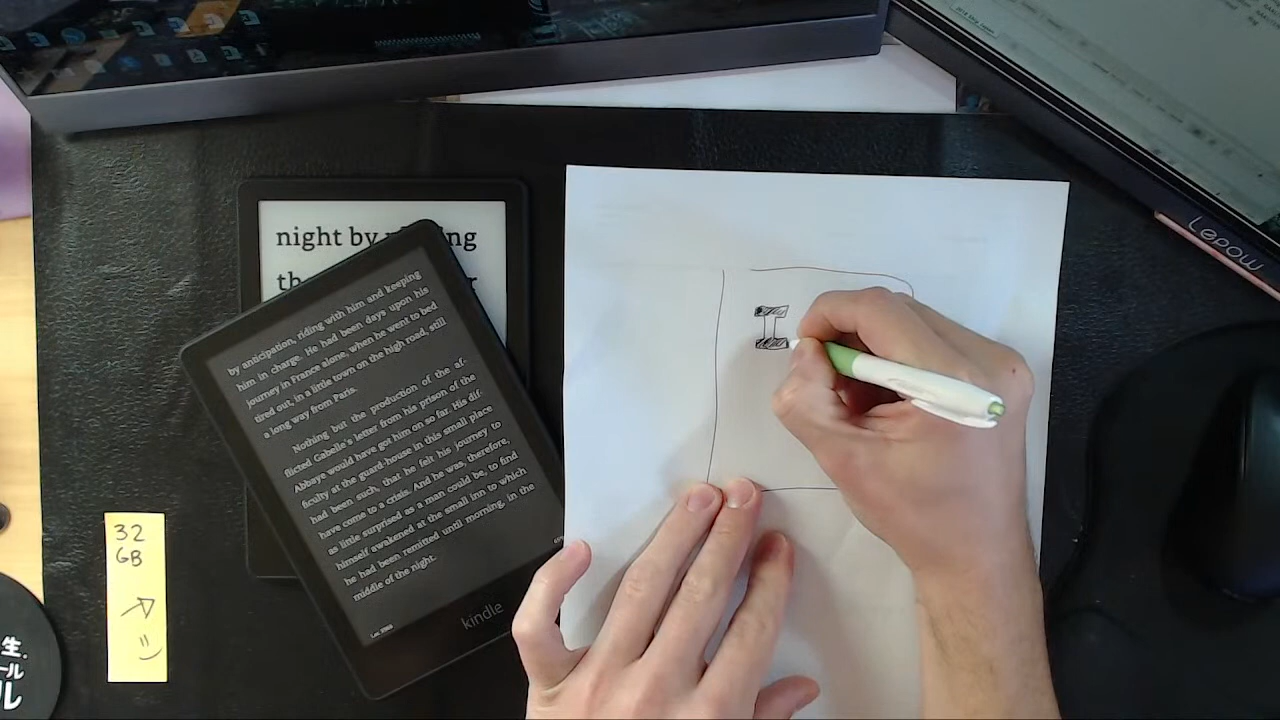 Lepow
night by
ng
by anticipation, riding with him and keeping
him in charge. He had been days upon his
journey in France alone, when he went to bed
tired out, in a little town on the high road, still
a long way from Paris.
Nothing but the production of the af-
flicted Gabelle's letter from his prison of the
Abbaye would have got him on so far. His dif-
ficulty at the guard-house in this small place
had been such, that he felt his journey to
have come to a crisis. And he was, therefore,
as little surprised as a man could be, to find
himself awakened at the small inn to which
he had been remitted until morning, in the
middle of the night.
kindle
32
GB
生.
ール
ル